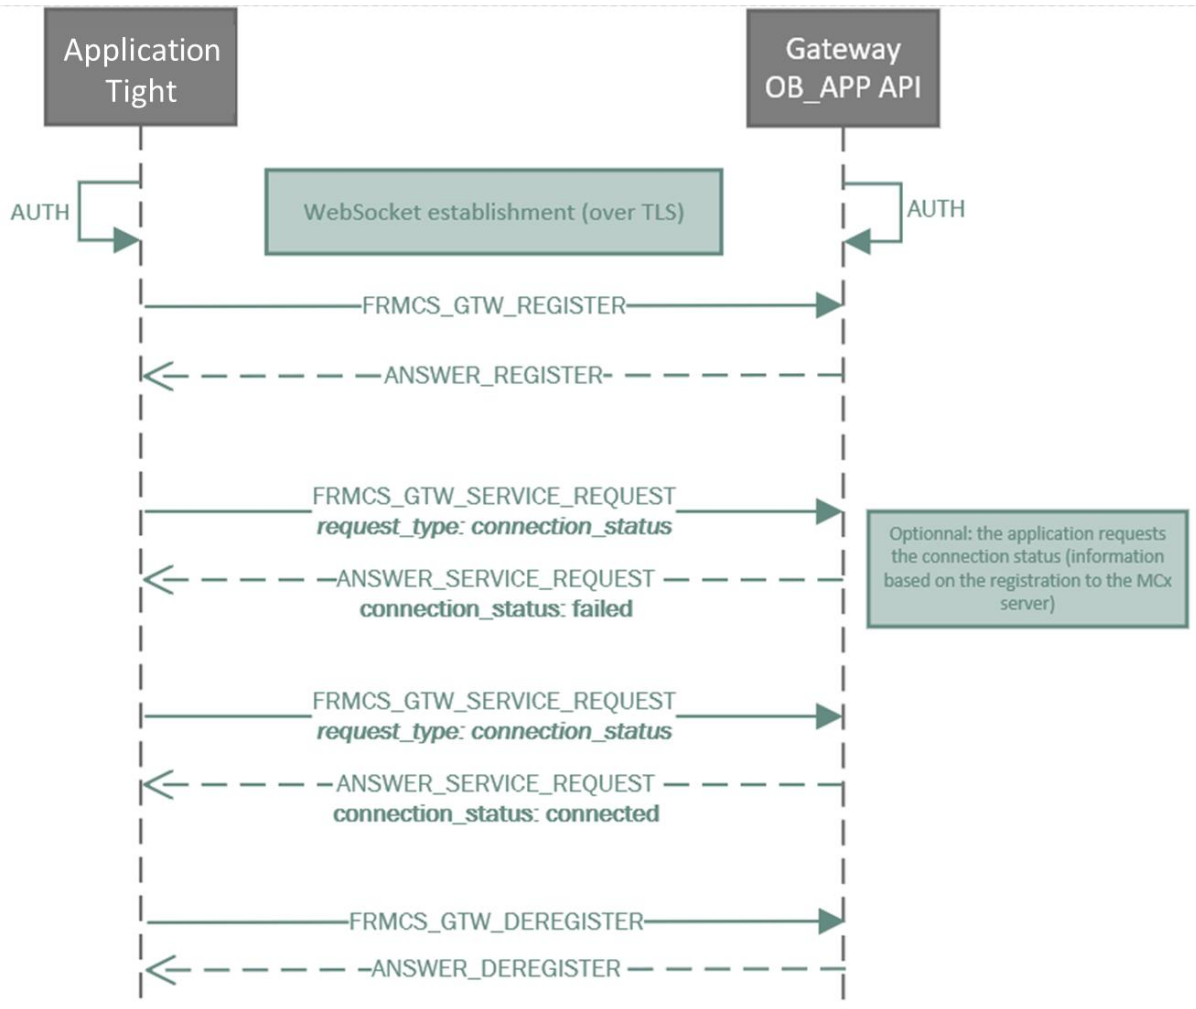 Application
Tight
Gateway
OB_APP API
AUTH
WebSocket establishment (over TLS)
AUTH
FRMCS_GTW_REGISTER
ANSWER_REGISTER
FRMCS_GTW_SERVICE_REQUEST
request_type: connection_status
ANSWER_SERVICE_REQUEST
connection_status: failed
Optionnal: the application requests
the connection status (information
based on the registration to the MCx
server)
FRMCS_GTW_SERVICE_REQUEST
request_type: connection_status
ANSWER_SERVICE_REQUEST
connection_status: connected
FRMCS_GTW_DEREGISTER
ANSWER_DEREGISTER